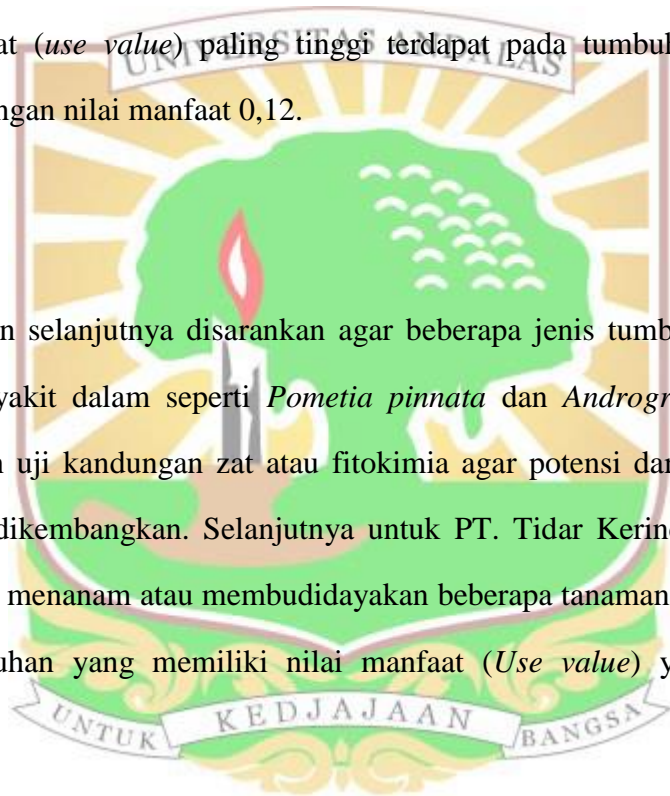 at (use value) paling tinggi terdapat pada tumbuh
UNIVERSITAS ANDALAS
ngan nilai manfaat 0,12.
n selanjutnya disarankan agar beberapa jenis tumb
yakit dalam seperti Pometia pinnata dan Androgr
uji kandungan zat atau fitokimia agar potensi dar
dikembangkan. Selanjutnya untuk PT. Tidar Kerin
menanam atau membudidayakan beberapa tanaman
uhan yang memiliki nilai manfaat (Use value) y
UNTUK KEDJAJAAN BANGSA